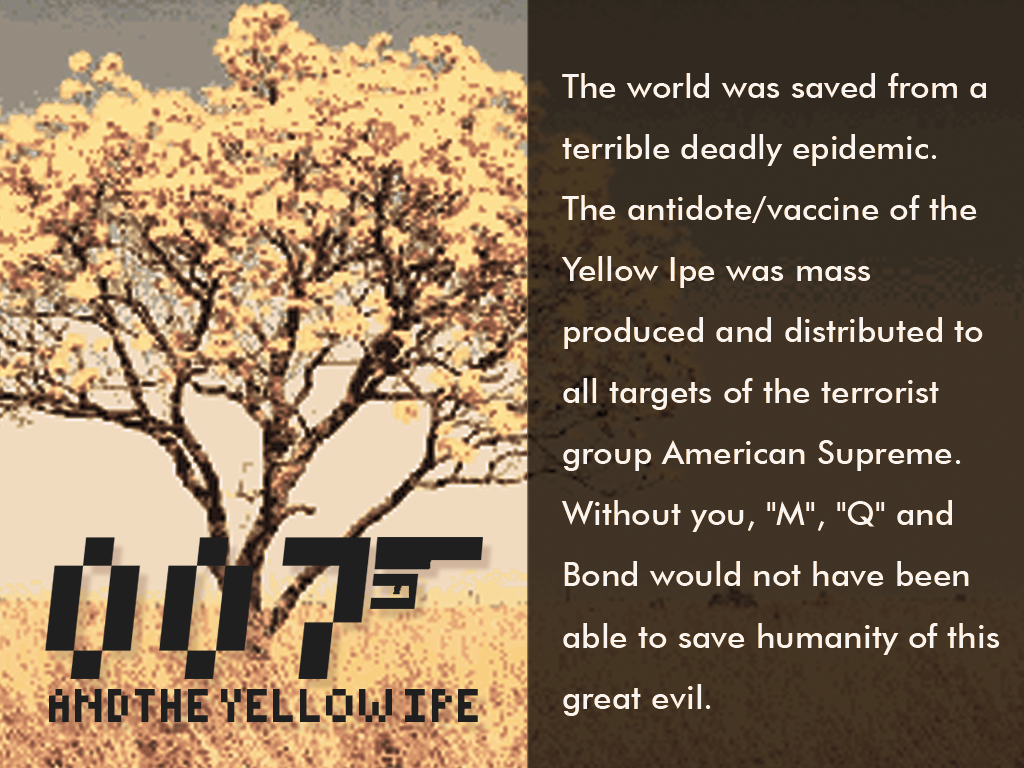 007
AND THE YELLOW IPE
The world was saved from a
terrible deadly epidemic.
The antidote/vaccine of the
Yellow Ipe was mass
produced and distributed to
all targets of the terrorist
group American Supreme.
Without you, "M", "Q" and
Bond would not have been
able to save humanity of this
great evil.